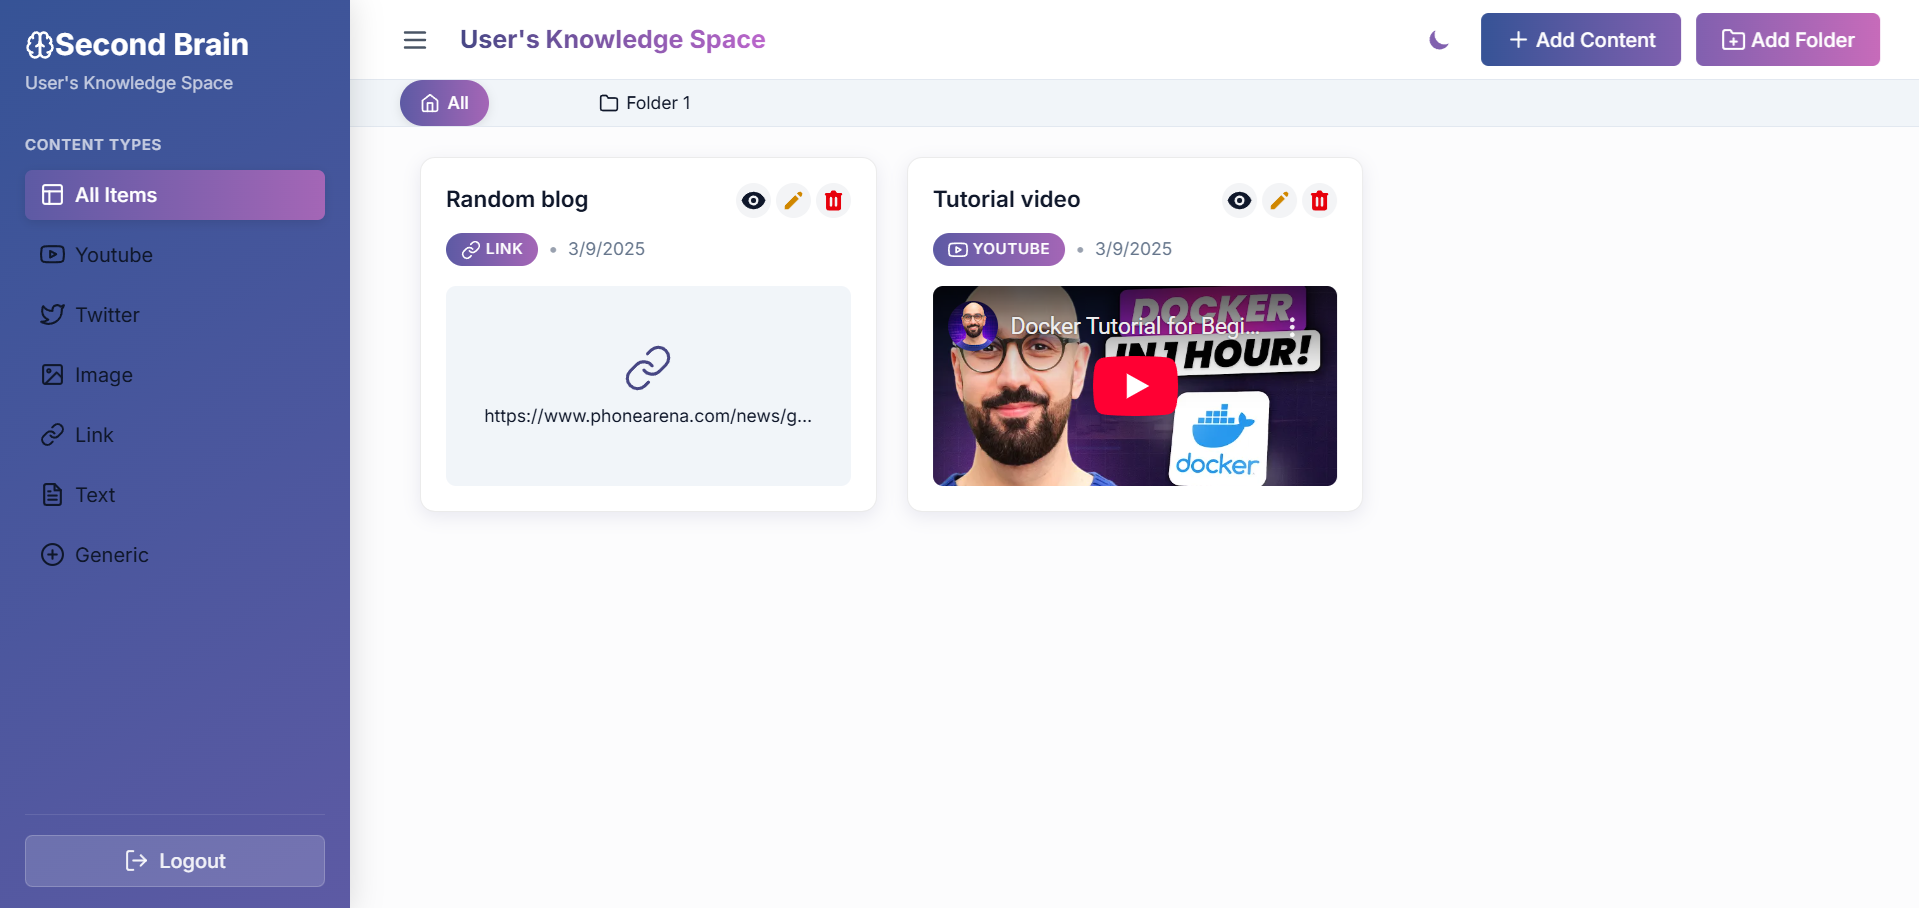 Second Brain
User's Knowledge Space
CONTENT TYPES
All Items
Youtube
Twitter
Image
Link
Text
Generic
Logout
User's Knowledge Space
Add Content
Add Folder
All
Folder 1
Random blog
LINK • 3/9/2025
https://www.phonearena.com/news/g...
Tutorial video
YOUTUBE • 3/9/2025
DOCKER
Docker Tutorial for Begi...
IN 1 HOUR!
docker